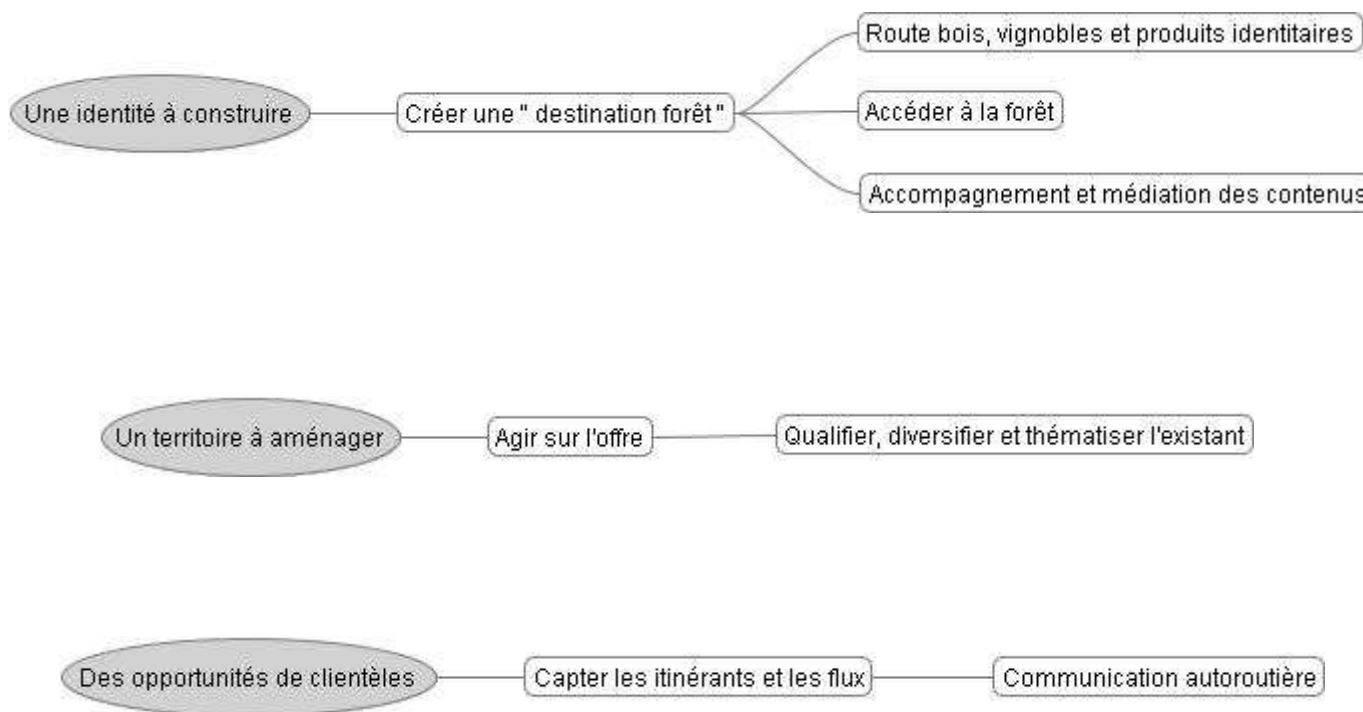 Route bois, vignobles et produits identitaires
Une identité à construire
Créer une " destination forêt "
Accéder à la forêt
Accompagnement et médiation des contenus
Un territoire à aménager
Agir sur l'offre
Qualifier, diversifier et thématiser l'existant
Des opportunités de clientèles
Capter les itinérants et les flux
Communication autoroutière